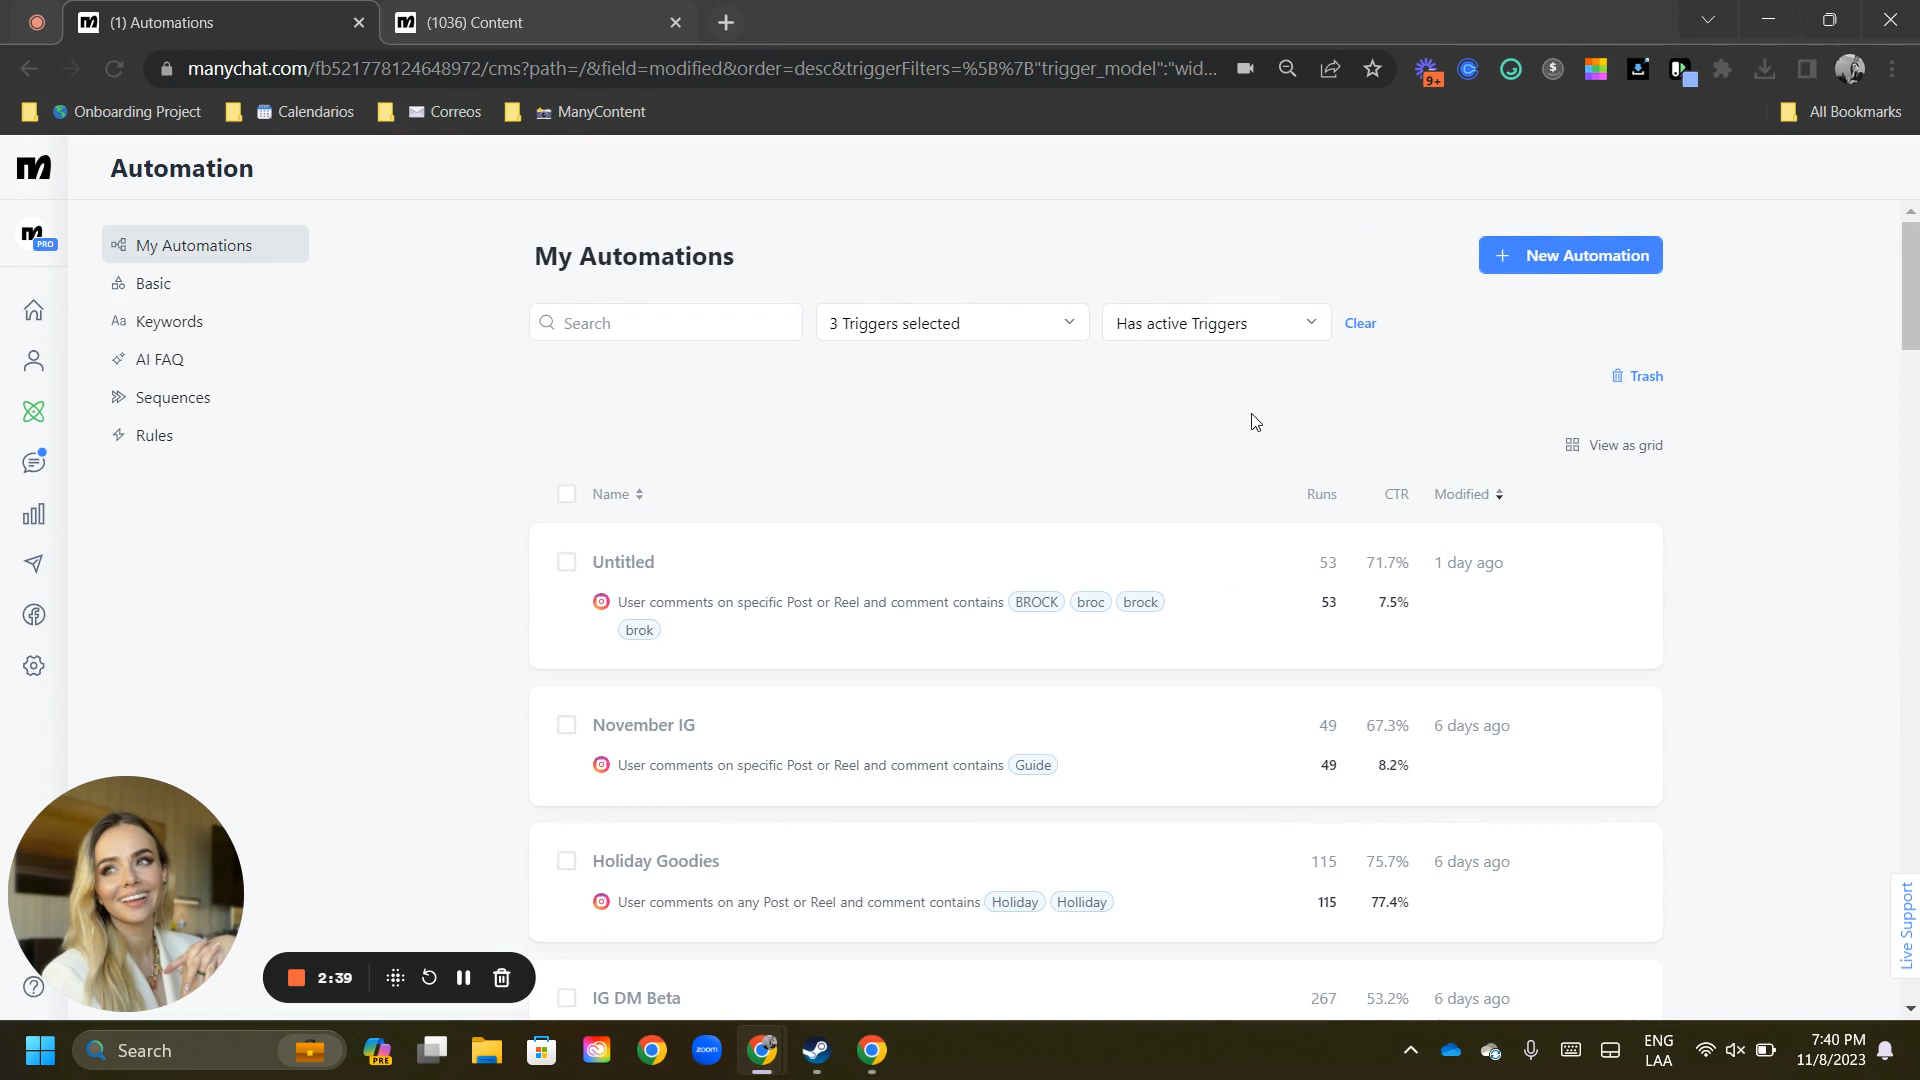 (1) Automations
(1036) Content
manychat.com/fb521778124648972/cms?path=/&field=modified&order=desc&triggerFilters=%5B%7B"trigger_model":"wid...
9+
Onboarding Project
Calendarios
Correos
ManyContent
All Bookmarks
Automation
PRO
My Automations
Basic
Aa Keywords
AI FAQ
Sequences
Rules
My Automations
+ New Automation
Search
3 Triggers selected
Has active Triggers
Clear
Trash
View as grid
Name
Runs
CTR
Modified
Untitled
53
71.7%
1 day ago
User comments on specific Post or Reel and comment contains BROCK broc brock
brok
53
7.5%
November IG
49
67.3%
6 days ago
User comments on specific Post or Reel and comment contains Guide
49
8.2%
Holiday Goodies
115
75.7%
6 days ago
User comments on any Post or Reel and comment contains Holiday Holliday
115
77.4%
IG DM Beta
267
53.2%
6 days ago
Live Support
2:39
Search
PRE
zoom
ENG
LAA
7:40 PM
11/8/2023